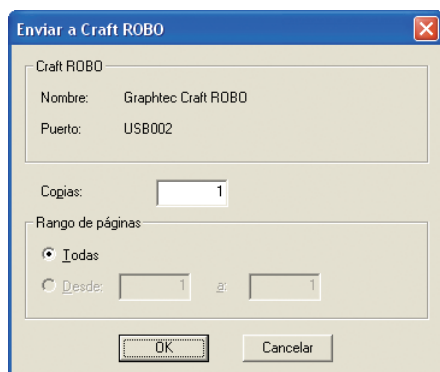 Enviar a Craft ROBO
Craft ROBO
Nombre: Graphtec Craft ROBO
Puerto: USB002
Copias: 1
Rango de páginas
Todas
Desde: 1 a: 1
OK Cancelar